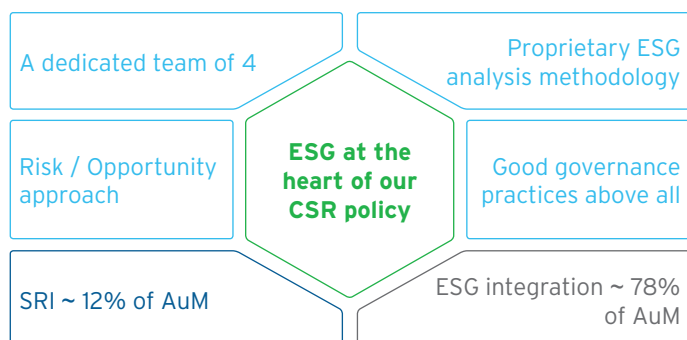 A dedicated team of 4
Proprietary ESG
analysis methodology
Risk / Opportunity
approach
ESG at the
heart of our
CSR policy
Good governance
practices above all
SRI ~ 12% of AuM
ESG integration ~ 78%
of AuM